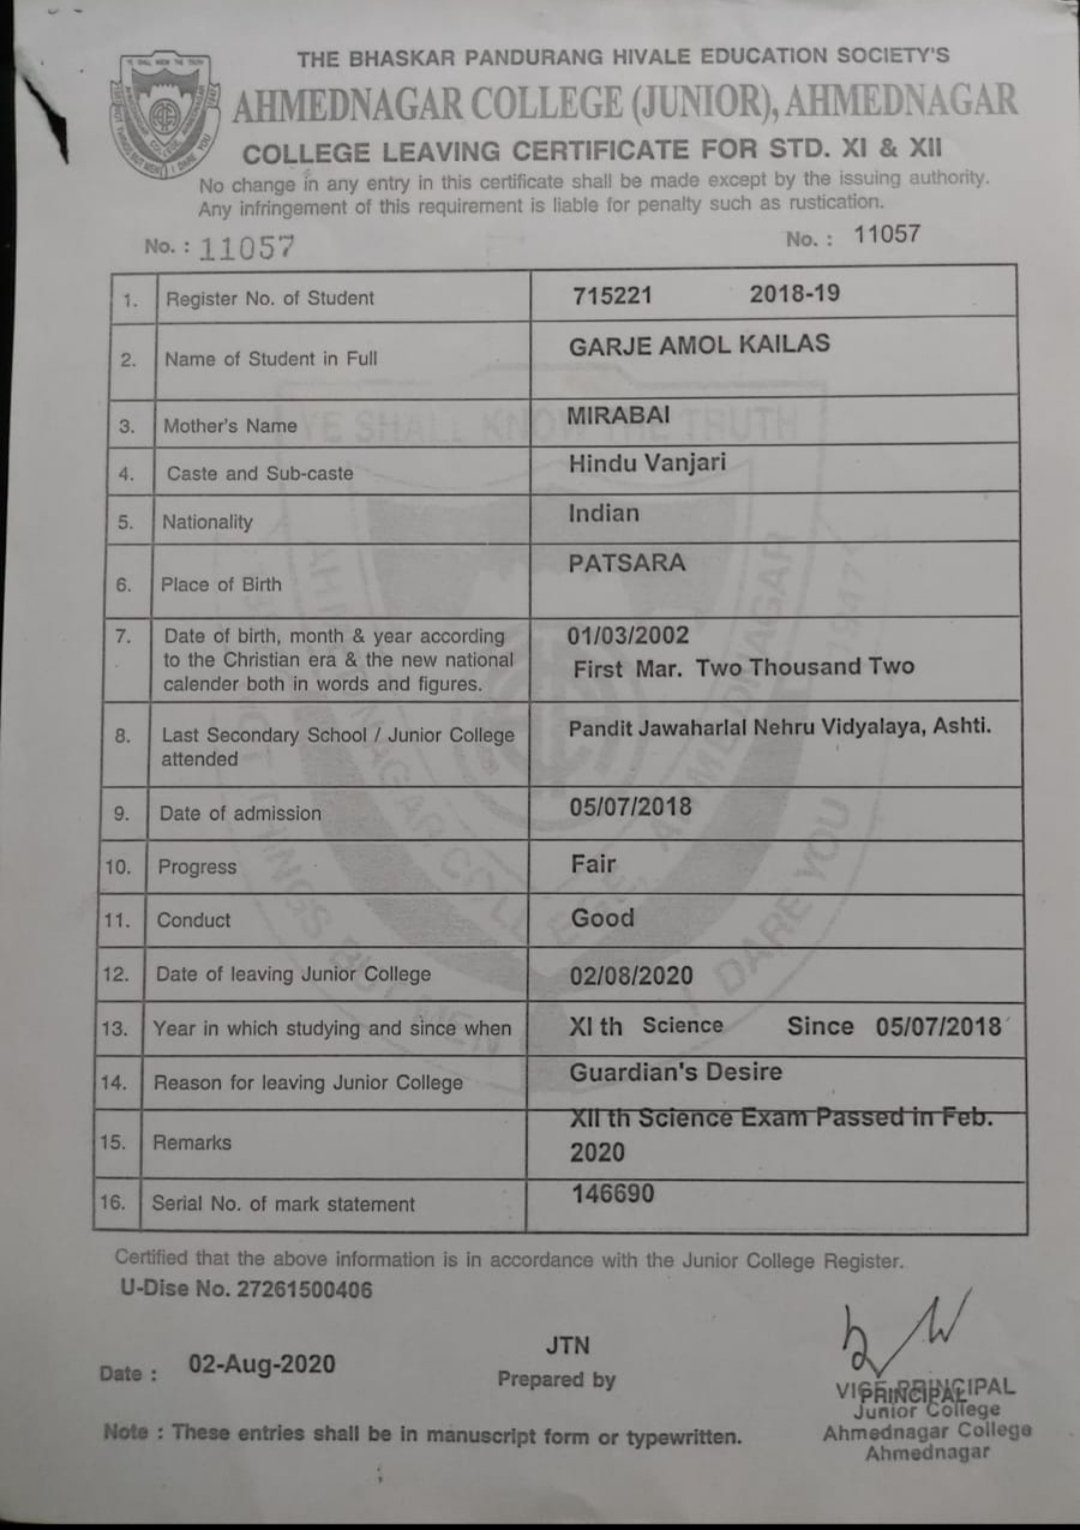 THE BHASKAR PANDURANG HIVALE EDUCATION SOCIETY'S
AHMEDNAGAR COLLEGE (JUNIOR), AHMEDNAGAR
COLLEGE LEAVING CERTIFICATE FOR STD. XI & XII
No change in any entry in this certificate shall be made except by the issuing authority.
Any infringement of this requirement is liable for penalty such as rustication.
No. : 11057 No. : 11057
1. Register No. of Student 715221 2018-19
2. Name of Student in Full GARJE AMOL KAILAS
3. Mother's Name MIRABAI
4. Caste and Sub-caste Hindu Vanjari
5. Nationality Indian
6. Place of Birth PATSARA
7. Date of birth, month & year according 01/03/2002
to the Christian era & the new national First Mar. Two Thousand Two
calender both in words and figures.
8. Last Secondary School / Junior College Pandit Jawaharlal Nehru Vidyalaya, Ashti.
attended
9. Date of admission 05/07/2018
10. Progress Fair
11. Conduct Good
12. Date of leaving Junior College 02/08/2020
13. Year in which studying and since when XI th Science Since 05/07/2018
14. Reason for leaving Junior College Guardian's Desire
15. Remarks XII th Science Exam Passed in Feb.
2020
16. Serial No. of mark statement 146690
Certified that the above information is in accordance with the Junior College Register.
U-Dise No. 27261500406
Date : 02-Aug-2020
JTN
Prepared by
VICE PRINCIPAL
PRINCIPAL
Junior College
Ahmednagar College
Ahmednagar
Note : These entries shall be in manuscript form or typewritten.